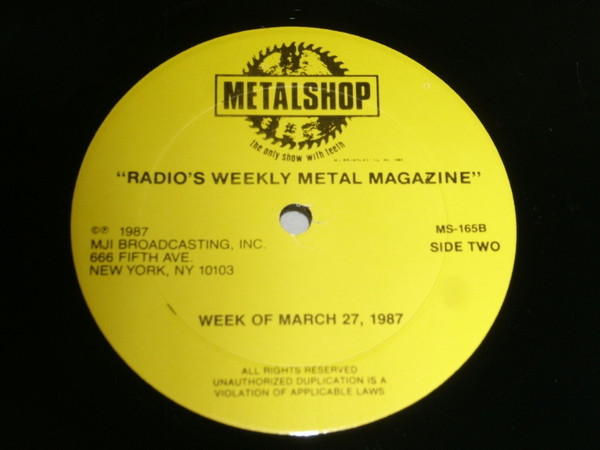 METALSHOP
the only show with teeth
"RADIO'S WEEKLY METAL MAGAZINE"
©℗ 1987
MJI BROADCASTING, INC.
666 FIFTH AVE.
NEW YORK, NY 10103
MS-165B
SIDE TWO
WEEK OF MARCH 27, 1987
ALL RIGHTS RESERVED
UNAUTHORIZED DUPLICATION IS A
VIOLATION OF APPLICABLE LAWS